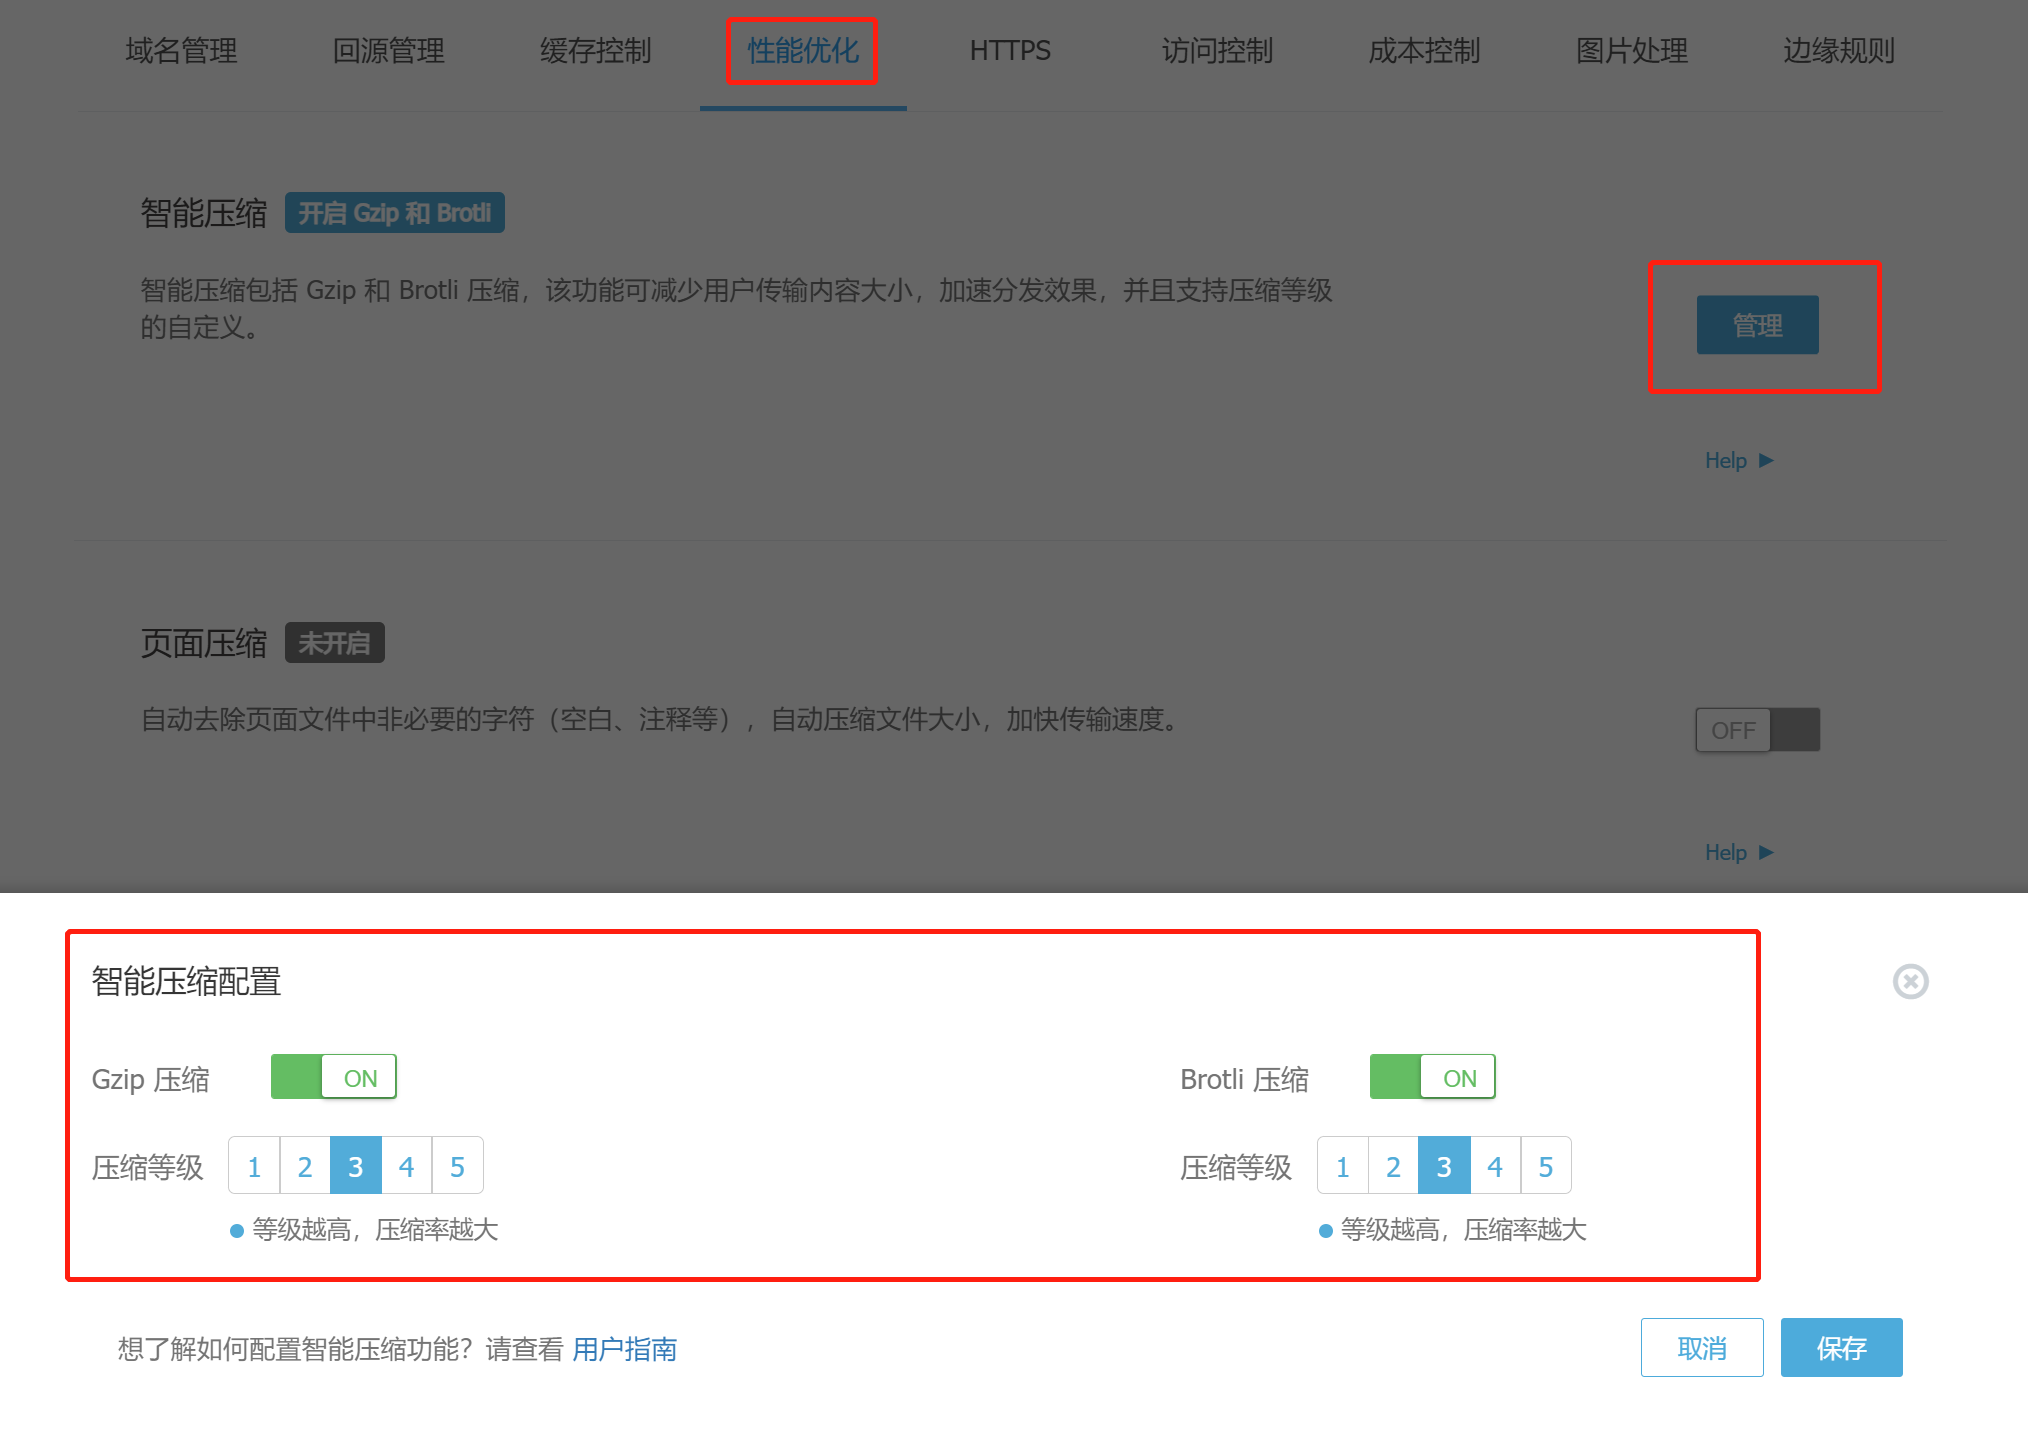 域名管理 回源管理 缓存控制 性能优化 HTTPS 访问控制 成本控制 图片处理 边缘规则
智能压缩 开启 Gzip 和 Brotli
智能压缩包括 Gzip 和 Brotli 压缩，该功能可减少用户传输内容大小，加速分发效果，并且支持压缩等级
的自定义。
管理
Help
页面压缩 未开启
自动去除页面文件中非必要的字符（空白、注释等），自动压缩文件大小，加快传输速度。
OFF
Help
智能压缩配置
Gzip 压缩 ON
Brotli 压缩 ON
压缩等级 1 2 3 4 5
压缩等级 1 2 3 4 5
等级越高，压缩率越大
等级越高，压缩率越大
想了解如何配置智能压缩功能？请查看 用户指南
取消 保存